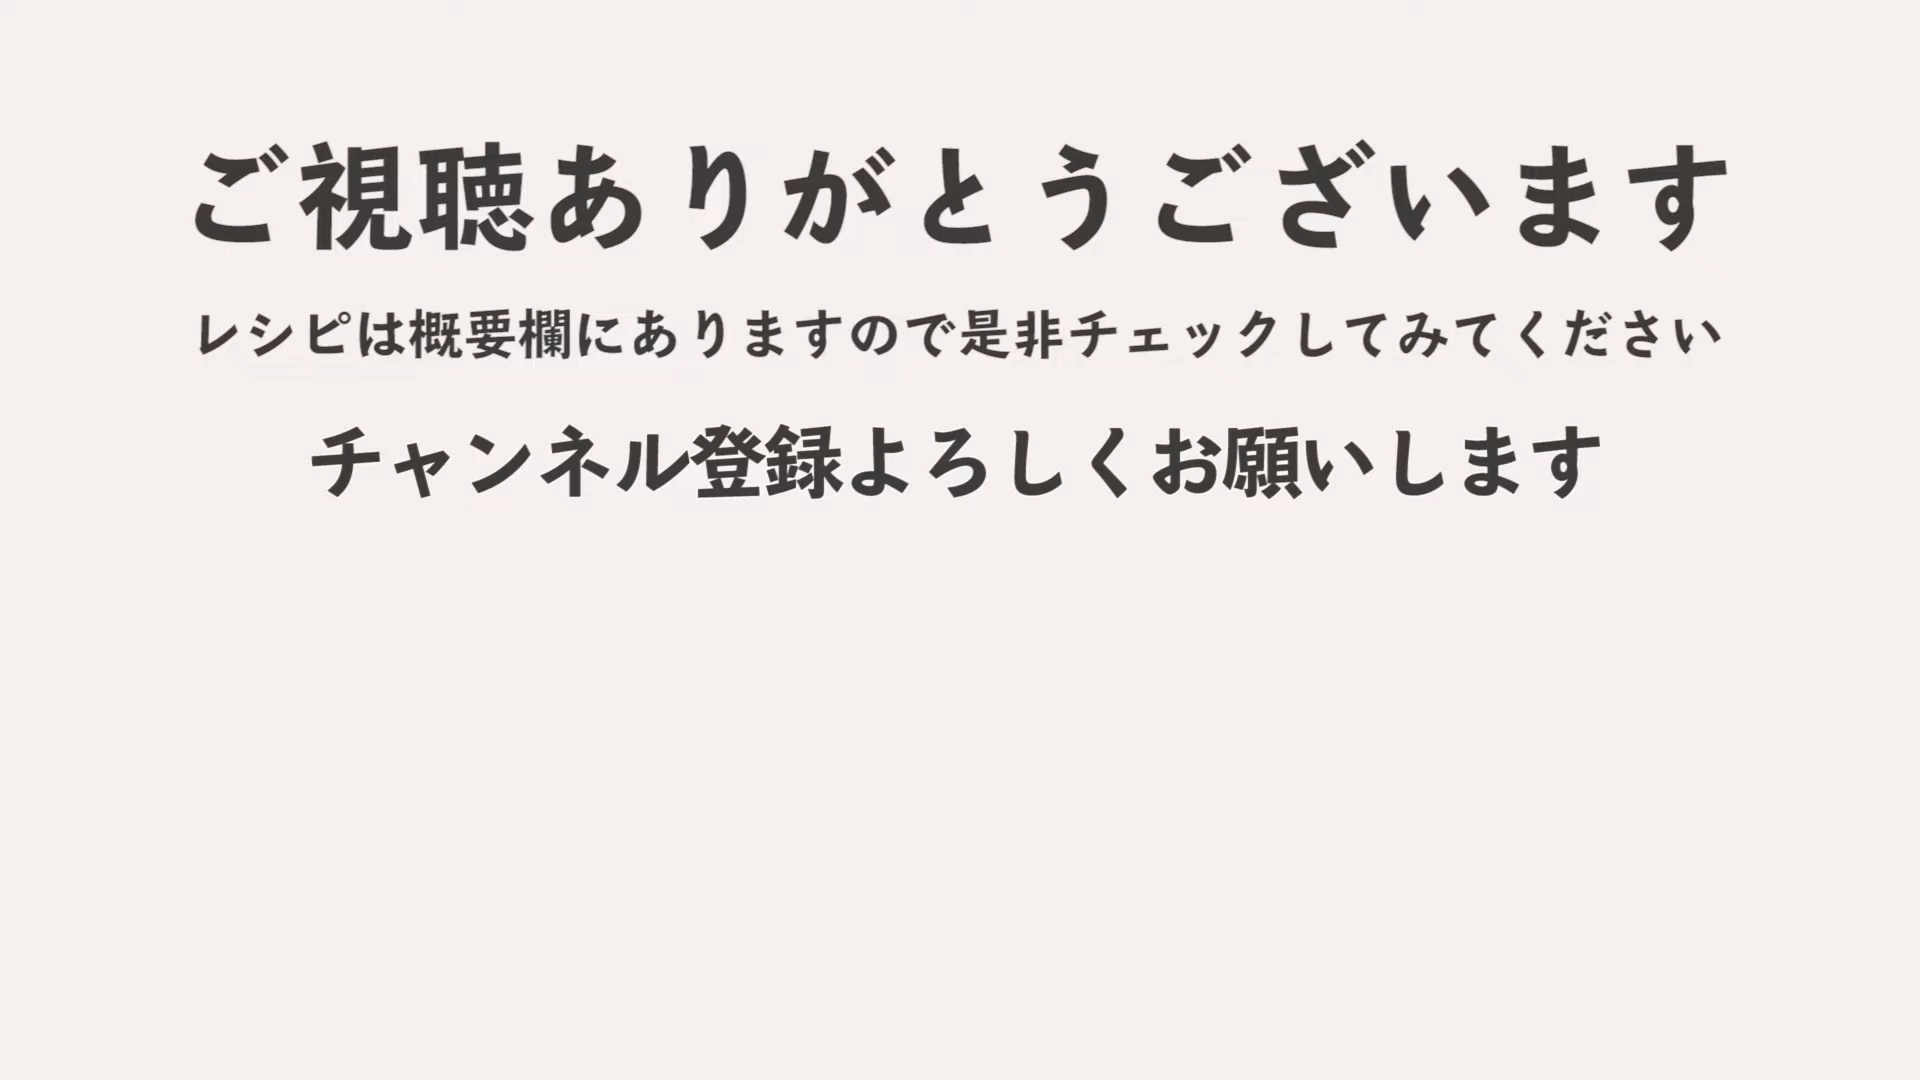 ご視聴ありがとうございます
レシピは概要欄にありますので是非チェックしてみてください
チャンネル登録よろしくお願いします